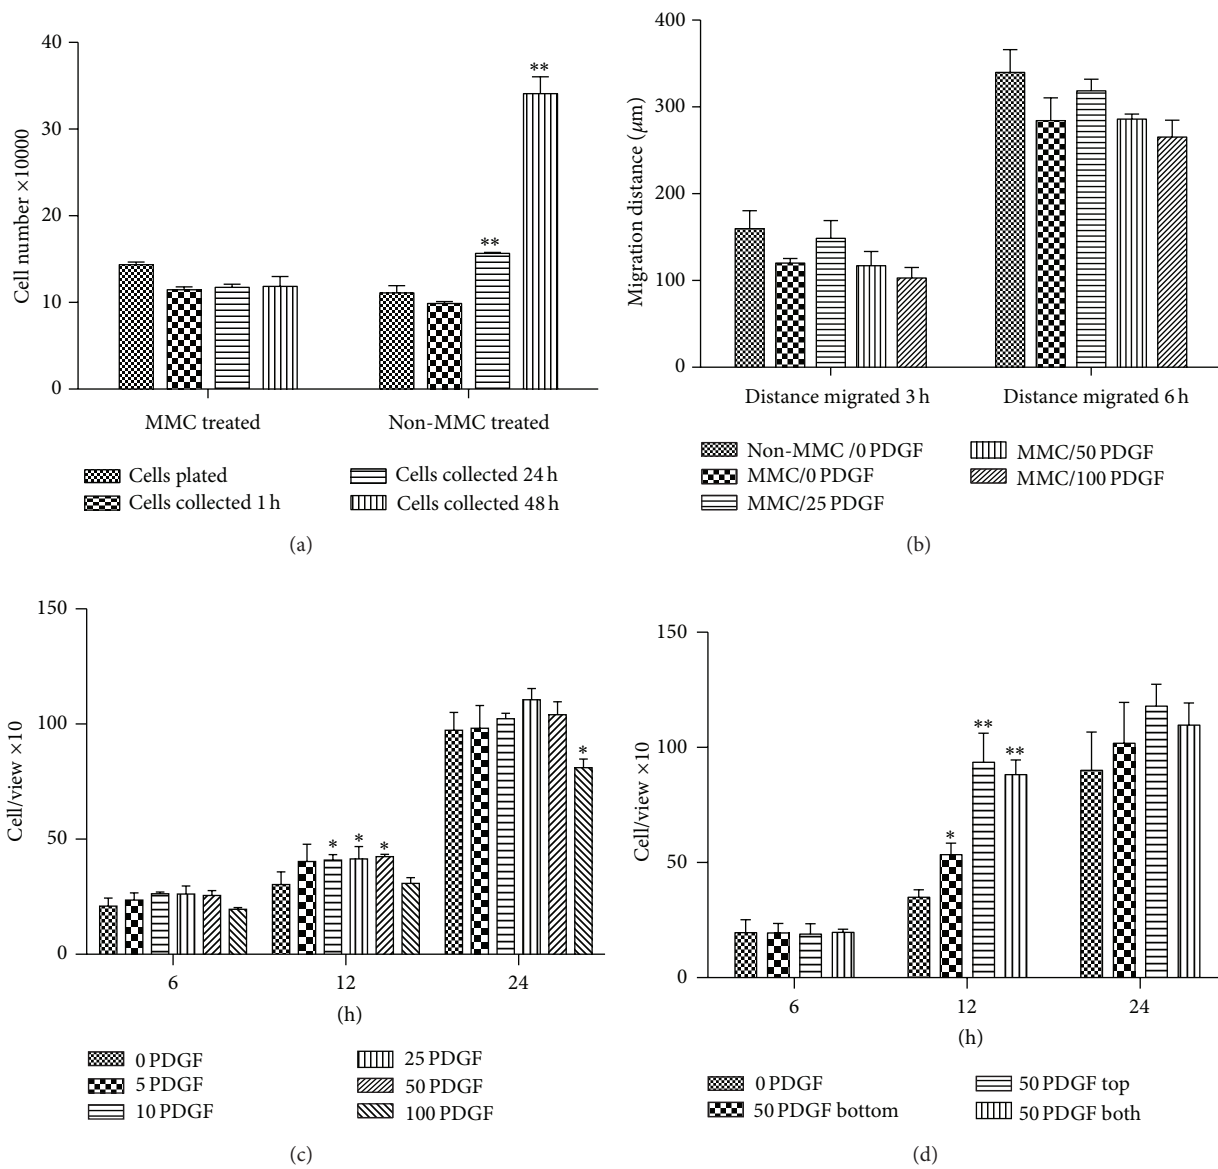 40
30
20
10
0
Cell number ×10000
**
**
MMC treated
Non-MMC treated
Cells plated
Cells collected 1 h
Cells collected 24 h
Cells collected 48 h
(a)
400
300
200
100
0
Migration distance (μm)
Distance migrated 3 h
Distance migrated 6 h
Non-MMC /0 PDGF
MMC/0 PDGF
MMC/25 PDGF
MMC/50 PDGF
MMC/100 PDGF
(b)
150
100
50
0
Cell/view ×10
*
*
*
*
6
12
24
(h)
0 PDGF
5 PDGF
10 PDGF
25 PDGF
50 PDGF
100 PDGF
(c)
150
100
50
0
Cell/view ×10
*
**
**
6
12
24
(h)
0 PDGF
50 PDGF bottom
50 PDGF top
50 PDGF both
(d)